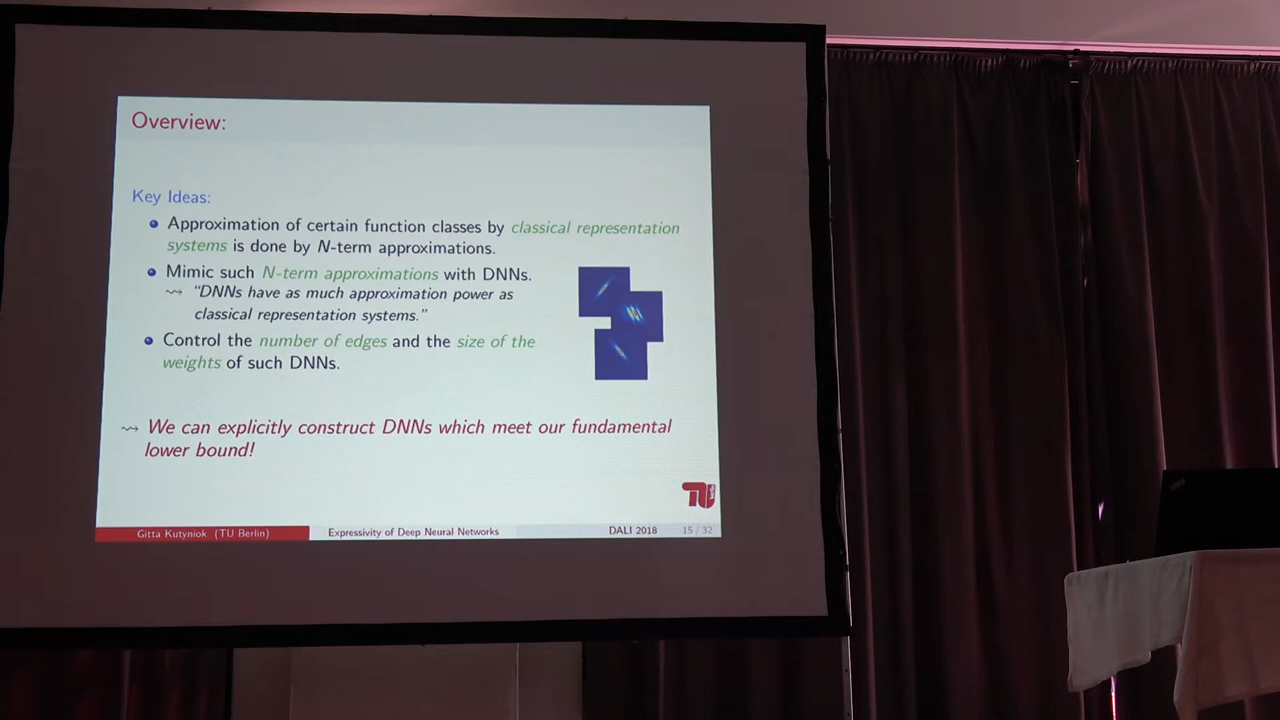 Overview:
Key Ideas:
Approximation of certain function classes by classical representation
systems is done by N-term approximations.
Mimic such N-term approximations with DNNs.
⇝ "DNNs have as much approximation power as
classical representation systems."
Control the number of edges and the size of the
weights of such DNNs.
⇝ We can explicitly construct DNNs which meet our fundamental
lower bound!
TU
Gitta Kutyniok (TU Berlin) Expressivity of Deep Neural Networks DALI 2018 15 / 32